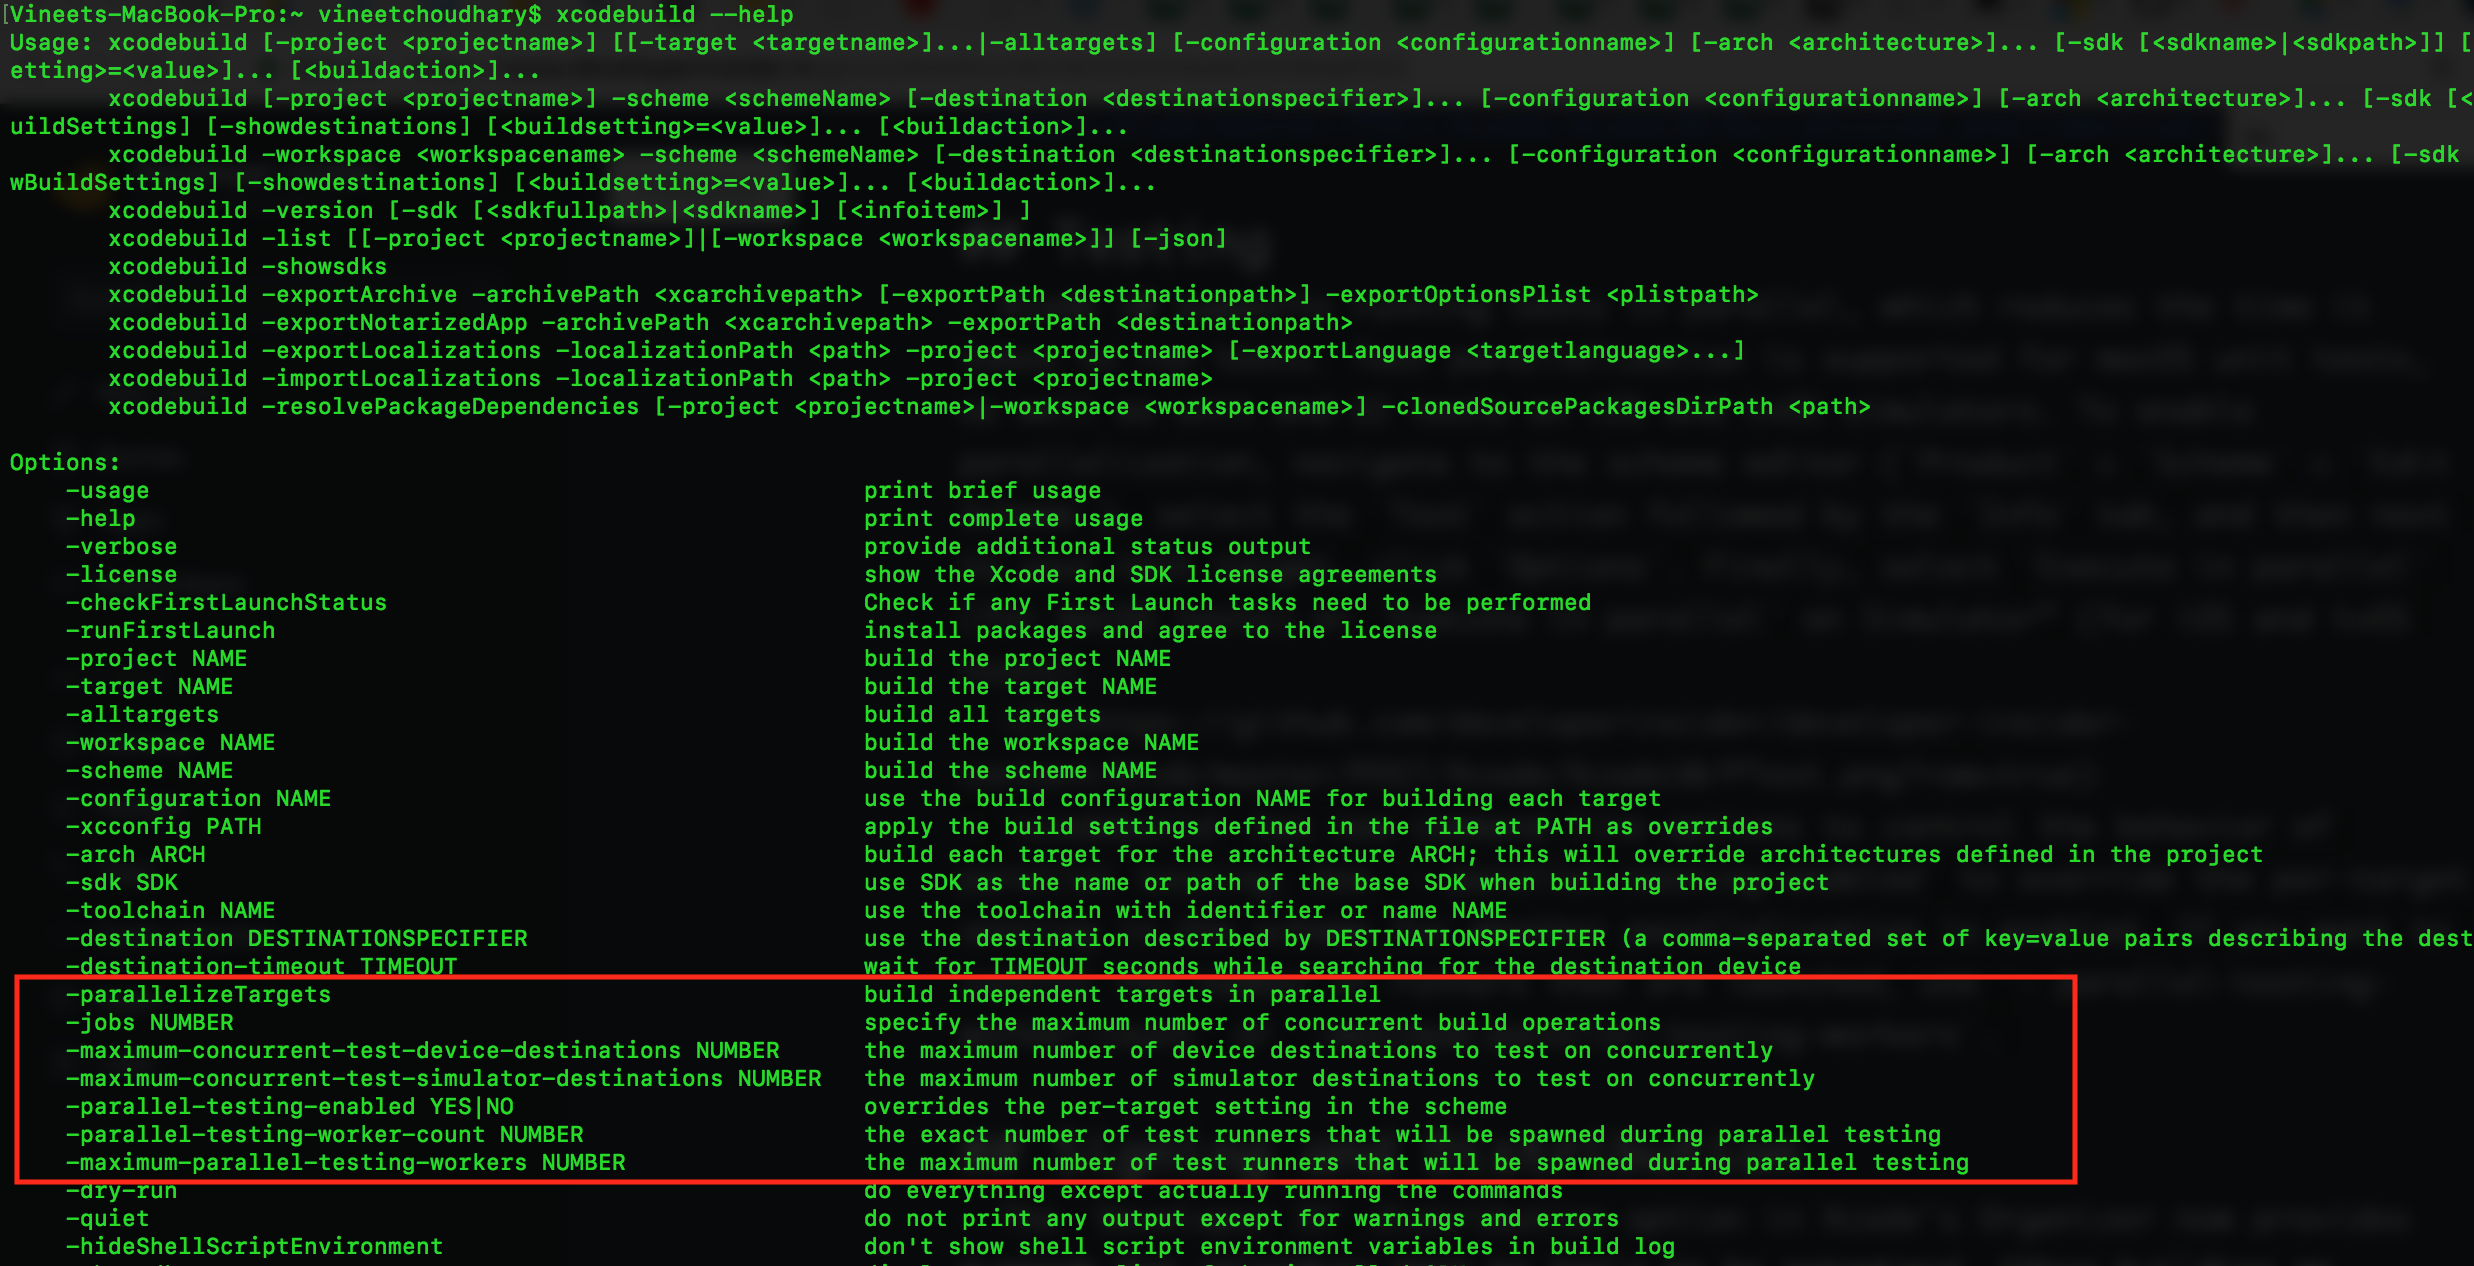 [Vineets-MacBook-Pro:~ vineetchoudhary$ xcodebuild --help
Usage: xcodebuild [-project <projectname>] [[-target <targetname>]...|-alltargets] [-configuration <configurationname>] [-arch <architecture>]... [-sdk [<sdkname>|<sdkpath>]] [
etting>=<value>]... [<buildaction>]...
xcodebuild [-project <projectname>] -scheme <schemeName> [-destination <destinationspecifier>]... [-configuration <configurationname>] [-arch <architecture>]... [-sdk [<
uildSettings] [-showdestinations] [<buildsetting>=<value>]... [<buildaction>]...
xcodebuild -workspace <workspacename> -scheme <schemeName> [-destination <destinationspecifier>]... [-configuration <configurationname>] [-arch <architecture>]... [-sdk
wBuildSettings] [-showdestinations] [<buildsetting>=<value>]... [<buildaction>]...
xcodebuild -version [-sdk [<sdkfullpath>|<sdkname>] [<infoitem>] ]
xcodebuild -list [[-project <projectname>]|[-workspace <workspacename>]] [-json]
xcodebuild -showsdks
xcodebuild -exportArchive -archivePath <xcarchivepath> [-exportPath <destinationpath>] -exportOptionsPlist <plistpath>
xcodebuild -exportNotarizedApp -archivePath <xcarchivepath> -exportPath <destinationpath>
xcodebuild -exportLocalizations -localizationPath <path> -project <projectname> [-exportLanguage <targetlanguage>...]
xcodebuild -importLocalizations -localizationPath <path> -project <projectname>
xcodebuild -resolvePackageDependencies [-project <projectname>|-workspace <workspacename>] -clonedSourcePackagesDirPath <path>
Options:
-usage print brief usage
-help print complete usage
-verbose provide additional status output
-license show the Xcode and SDK license agreements
-checkFirstLaunchStatus Check if any First Launch tasks need to be performed
-runFirstLaunch install packages and agree to the license
-project NAME build the project NAME
-target NAME build the target NAME
-alltargets build all targets
-workspace NAME build the workspace NAME
-scheme NAME build the scheme NAME
-configuration NAME use the build configuration NAME for building each target
-xcconfig PATH apply the build settings defined in the file at PATH as overrides
-arch ARCH build each target for the architecture ARCH; this will override architectures defined in the project
-sdk SDK use SDK as the name or path of the base SDK when building the project
-toolchain NAME use the toolchain with identifier or name NAME
-destination DESTINATIONSPECIFIER use the destination described by DESTINATIONSPECIFIER (a comma-separated set of key=value pairs describing the dest
-destination-timeout TIMEOUT wait for TIMEOUT seconds while searching for the destination device
-parallelizeTargets build independent targets in parallel
-jobs NUMBER specify the maximum number of concurrent build operations
-maximum-concurrent-test-device-destinations NUMBER the maximum number of device destinations to test on concurrently
-maximum-concurrent-test-simulator-destinations NUMBER the maximum number of simulator destinations to test on concurrently
-parallel-testing-enabled YES|NO overrides the per-target setting in the scheme
-parallel-testing-worker-count NUMBER the exact number of test runners that will be spawned during parallel testing
-maximum-parallel-testing-workers NUMBER the maximum number of test runners that will be spawned during parallel testing
-dry-run do everything except actually running the commands
-quiet do not print any output except for warnings and errors
-hideShellScriptEnvironment don't show shell script environment variables in build log